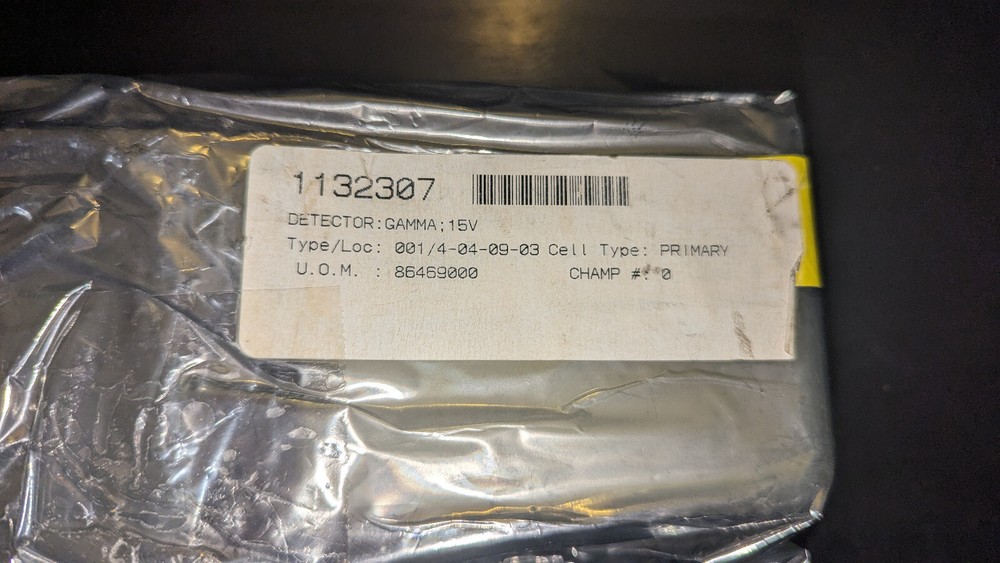 1132307
DETECTOR:GAMMA;15V
Type/Loc: 001/4-04-09-03 Cell Type: PRIMARY
U.O.M. : 86469000 CHAMP #: 0